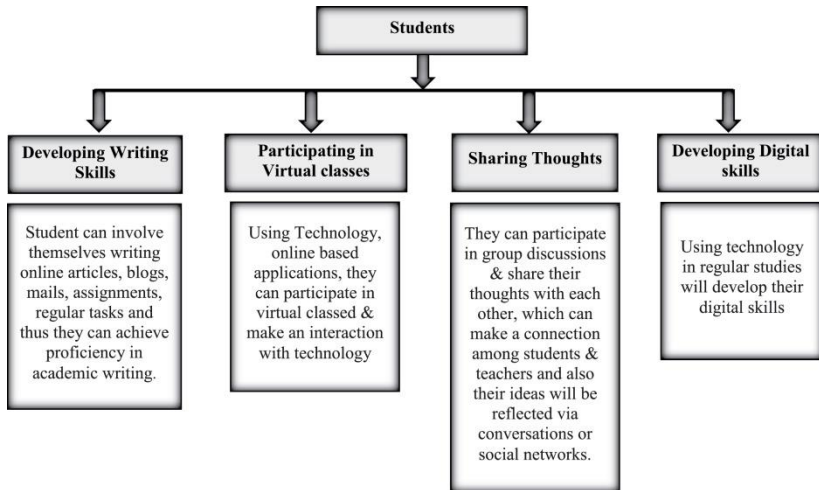 Students
Developing Writing
Skills
Student can involve
themselves writing
online articles, blogs,
mails, assignments,
regular tasks and
thus they can achieve
proficiency in
academic writing.
Participating in
Virtual classes
Using Technology,
online based
applications, they
can participate in
virtual classed &
make an interaction
with technology
Sharing Thoughts
They can participate
in group discussions
& share their
thoughts with each
other, which can
make a connection
among students &
teachers and also
their ideas will be
reflected via
conversations or
social networks.
Developing Digital
skills
Using technology
in regular studies
will develop their
digital skills